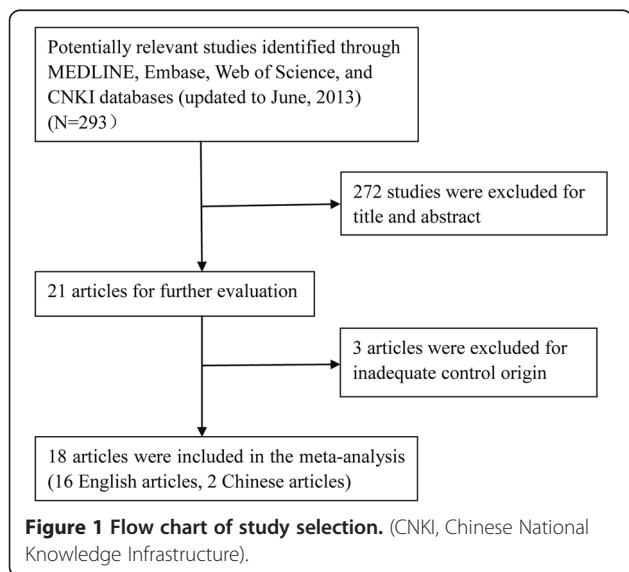 Potentially relevant studies identified through
MEDLINE, Embase, Web of Science, and
CNKI databases (updated to June, 2013)
(N=293）
272 studies were excluded for
title and abstract
21 articles for further evaluation
3 articles were excluded for
inadequate control origin
18 articles were included in the meta-analysis
(16 English articles, 2 Chinese articles)
Figure 1 Flow chart of study selection. (CNKI, Chinese National
Knowledge Infrastructure).